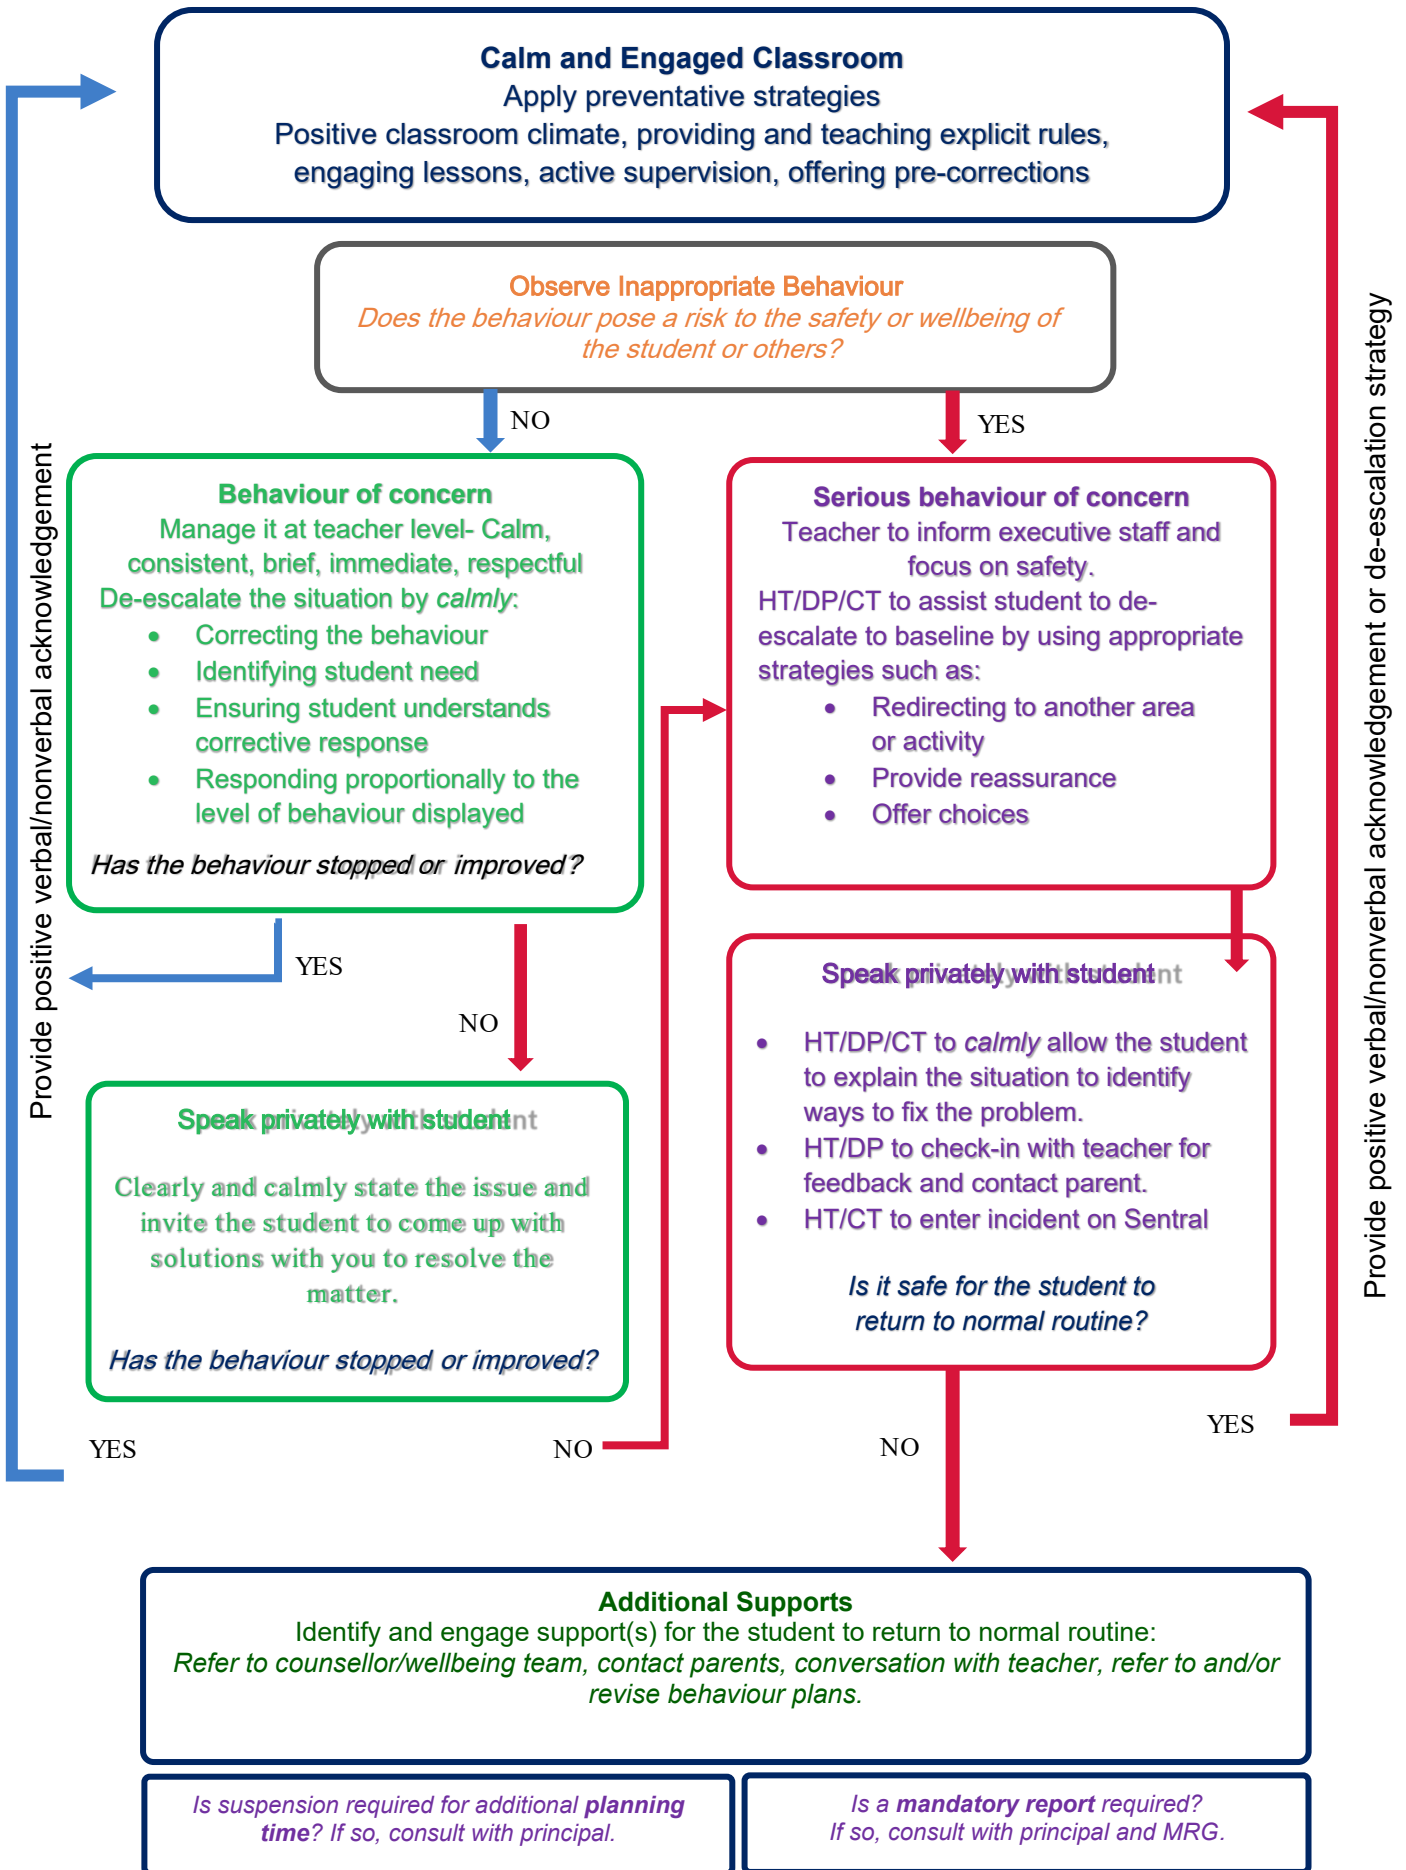 Calm and Engaged Classroom
Apply preventative strategies
Positive classroom climate, providing and teaching explicit rules,
engaging lessons, active supervision, offering pre-corrections
Observe Inappropriate Behaviour
Does the behaviour pose a risk to the safety or wellbeing of
the student or others?
NO
YES
Provide positive verbal/nonverbal acknowledgement
Behaviour of concern
Manage it at teacher level- Calm,
consistent, brief, immediate, respectful
De-escalate the situation by calmly:
• Correcting the behaviour
• Identifying student need
• Ensuring student understands
corrective response
• Responding proportionally to the
level of behaviour displayed
Has the behaviour stopped or improved?
YES
NO
Speak privately with student
Clearly and calmly state the issue and
invite the student to come up with
solutions with you to resolve the
matter.
Has the behaviour stopped or improved?
YES
NO
Serious behaviour of concern
Teacher to inform executive staff and
focus on safety.
HT/DP/CT to assist student to de-
escalate to baseline by using appropriate
strategies such as:
• Redirecting to another area
or activity
• Provide reassurance
• Offer choices
Speak privately with student
• HT/DP/CT to calmly allow the student
to explain the situation to identify
ways to fix the problem.
• HT/DP to check-in with teacher for
feedback and contact parent.
• HT/CT to enter incident on Sentral
Is it safe for the student to
return to normal routine?
NO
YES
Provide positive verbal/nonverbal acknowledgement or de-escalation strategy
Additional Supports
Identify and engage support(s) for the student to return to normal routine:
Refer to counsellor/wellbeing team, contact parents, conversation with teacher, refer to and/or
revise behaviour plans.
Is suspension required for additional planning
time? If so, consult with principal.
Is a mandatory report required?
If so, consult with principal and MRG.